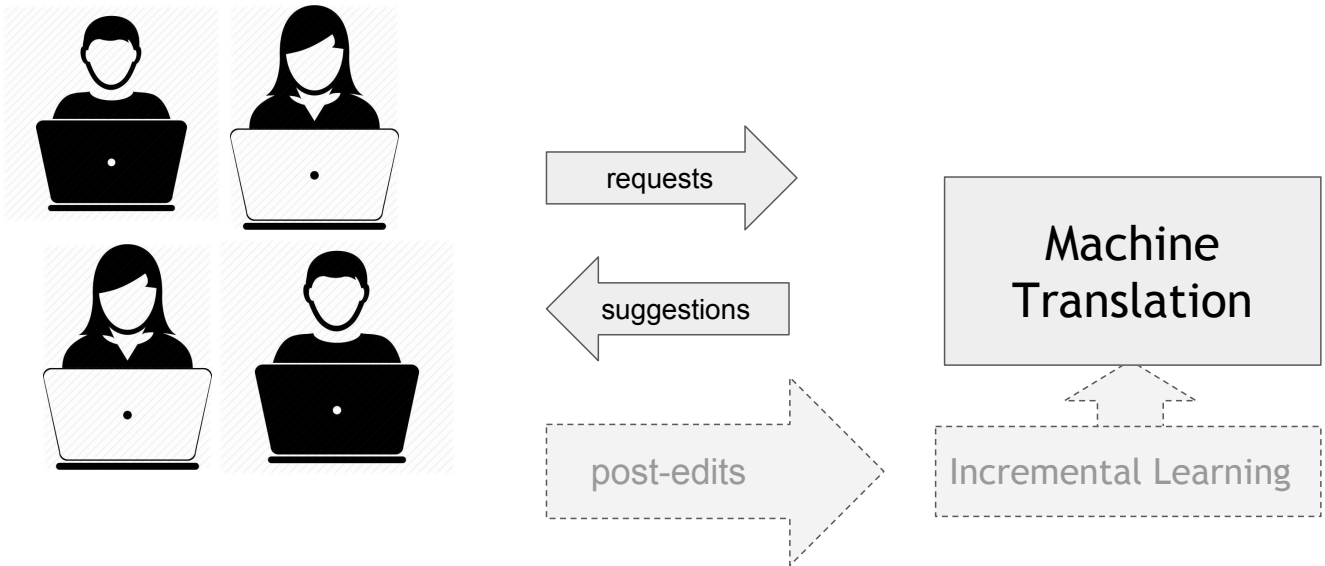 requests
suggestions
post-edits
Machine
Translation
Incremental Learning